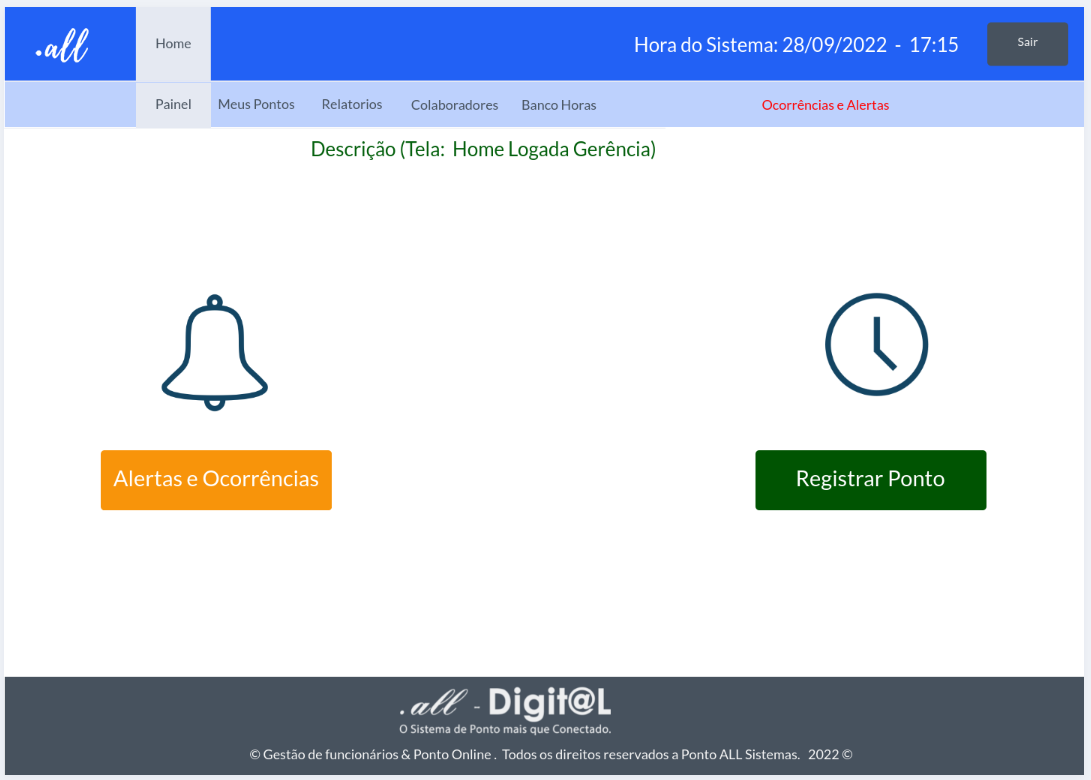 .all
Home
Hora do Sistema: 28/09/2022 - 17:15
Sair
Painel
Meus Pontos
Relatorios
Colaboradores
Banco Horas
Ocorrências e Alertas
Descrição (Tela: Home Logada Gerência)
Alertas e Ocorrências
Registrar Ponto
.all - Digit@L
O Sistema de Ponto mais que Conectado.
© Gestão de funcionários & Ponto Online . Todos os direitos reservados a Ponto ALL Sistemas. 2022 ©